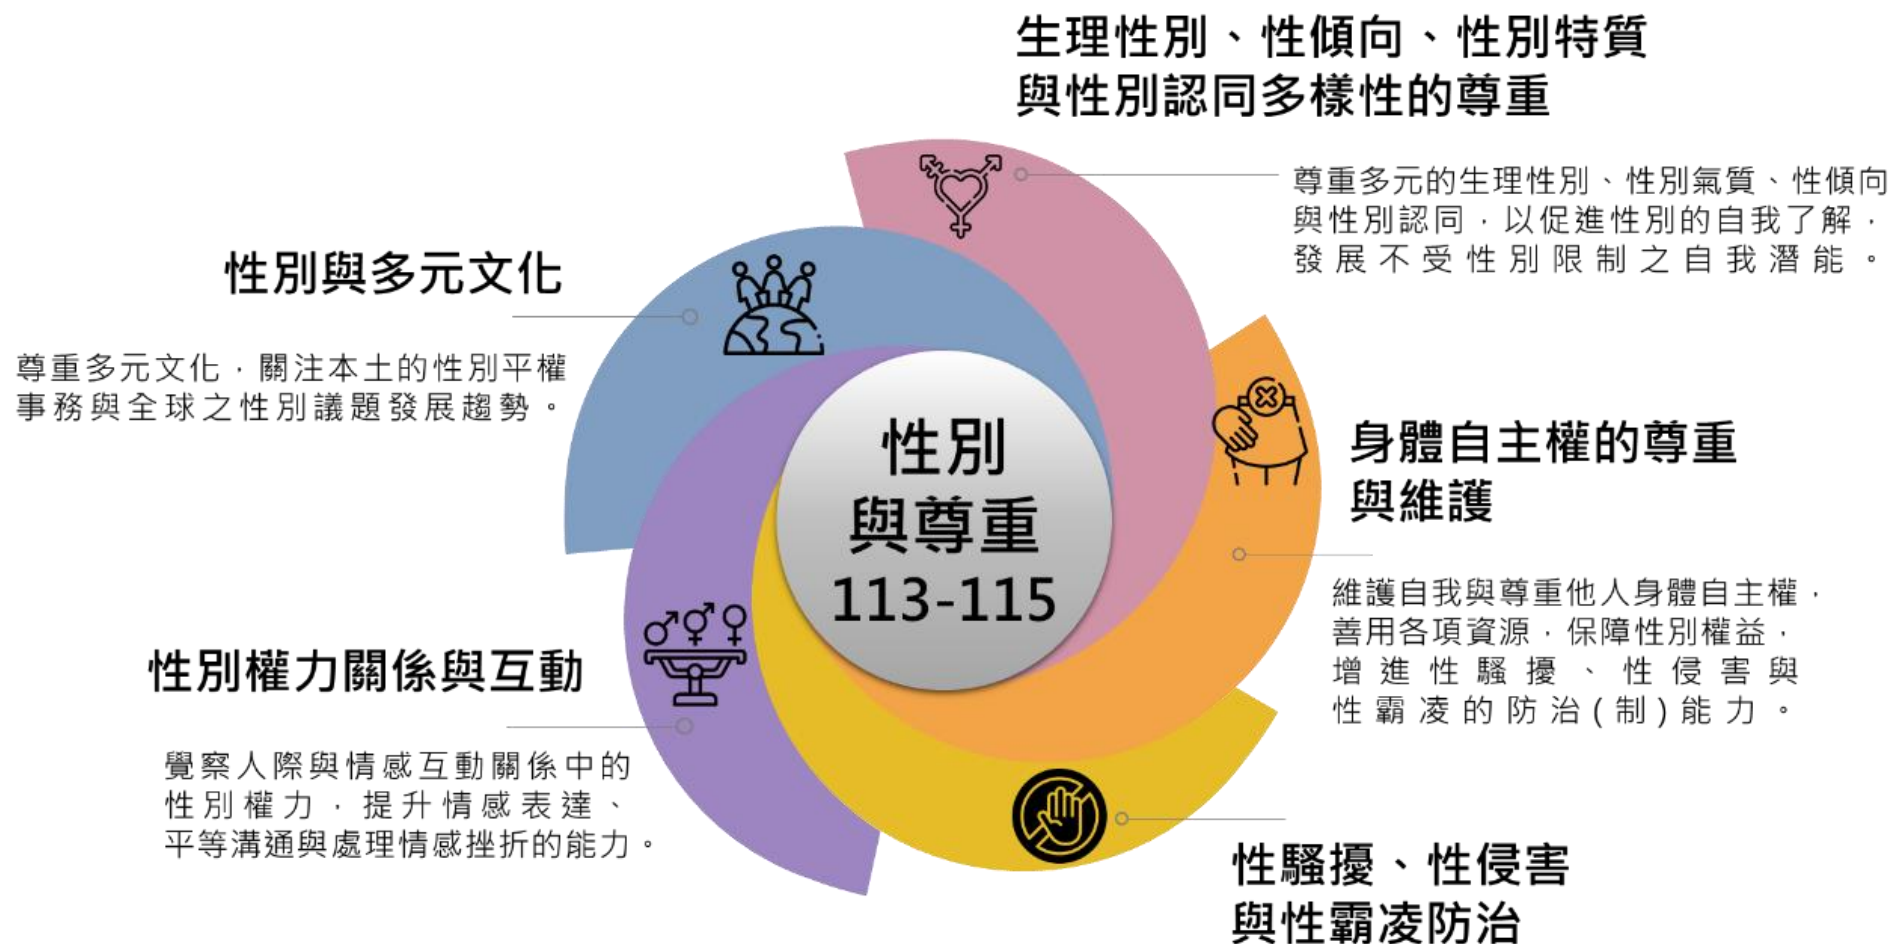 生理性別、性傾向、性別特質
與性別認同多樣性的尊重
尊重多元的生理性別、性別氣質、性傾向
與性別認同，以促進性別的自我了解，
發展不受性別限制之自我潛能。
性別與多元文化
尊重多元文化，關注本土的性別平權
事務與全球之性別議題發展趨勢。
性別
與尊重
113-115
身體自主權的尊重
與維護
維護自我與尊重他人身體自主權，
善用各項資源，保障性別權益，
增進性騷擾、性侵害與
性霸凌的防治(制)能力。
性別權力關係與互動
覺察人際與情感互動關係中的
性別權力，提升情感表達、
平等溝通與處理情感挫折的能力。
性騷擾、性侵害
與性霸凌防治